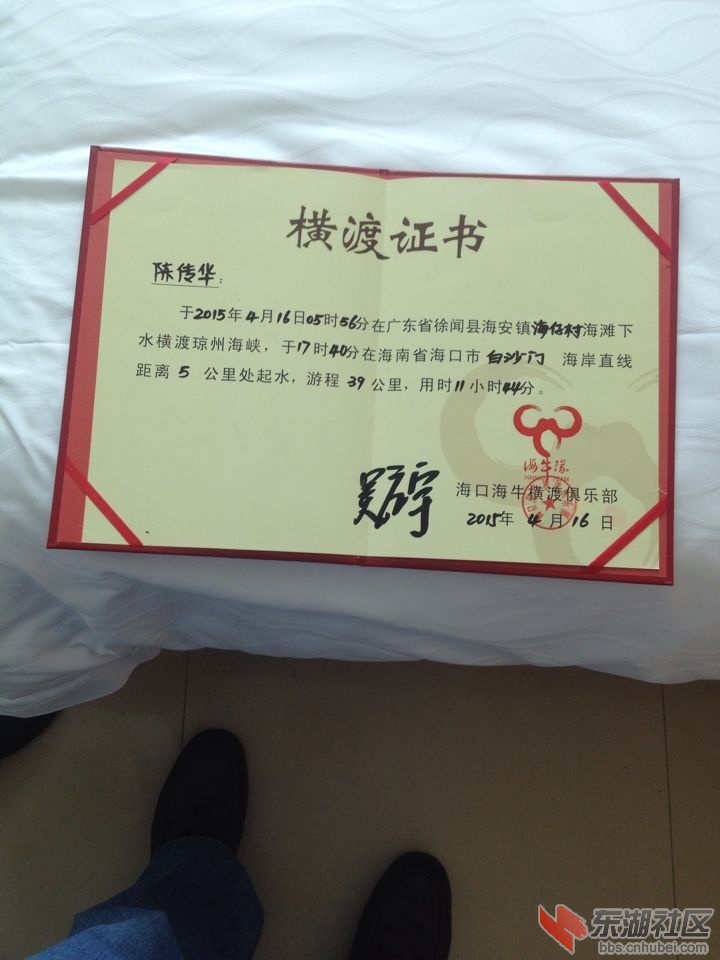 横渡证书
陈传华：
于2015年4月16日05时56分在广东省徐闻县海安镇海仔村海滩下
水横渡琼州海峡，于17时40分在海南省海口市白沙门 海岸直线
距离 5 公里处起水，游程 39 公里，用时11小时44分。
海牛队
海口海牛横渡俱乐部
2015年 4 月 16 日
东湖社区
bbs.cnhubei.com